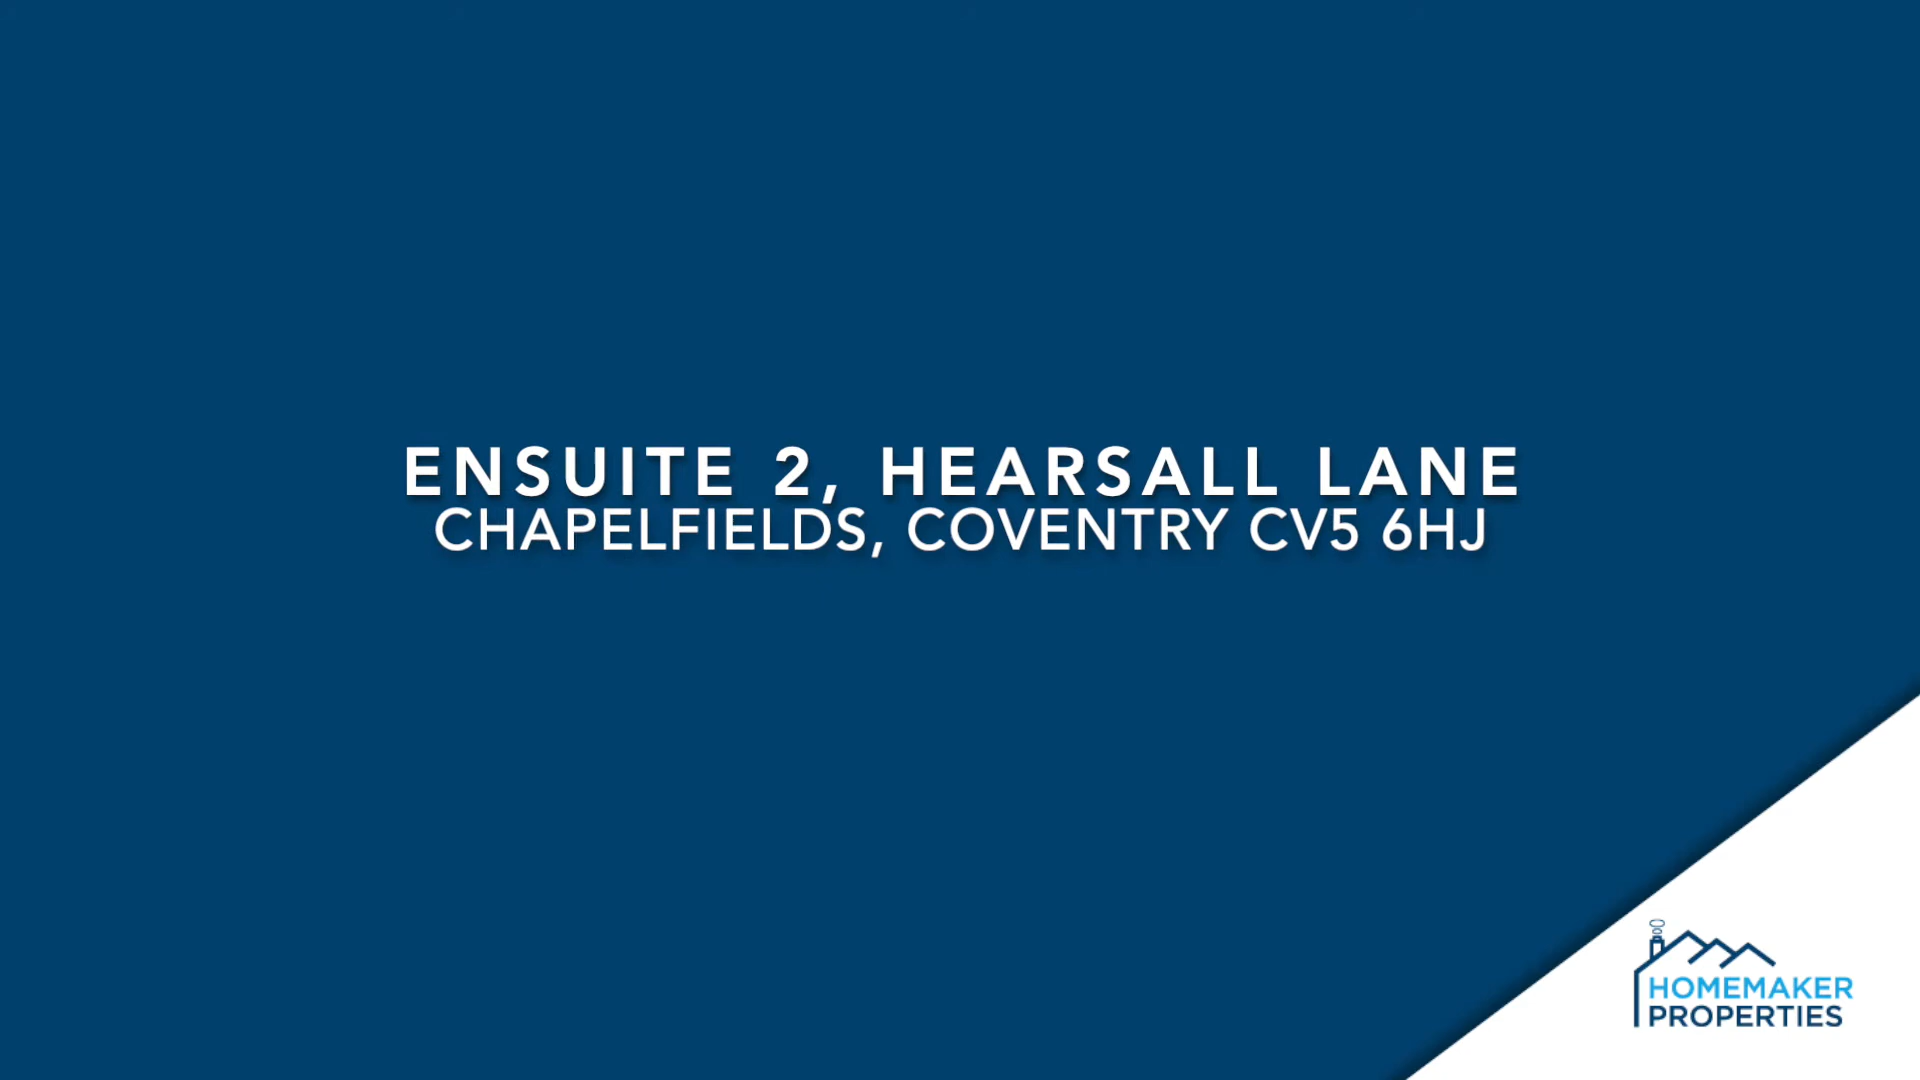 ENSUITE 2, HEARSALL LANE
CHAPELFIELDS, COVENTRY CV5 6HJ
HOMEMAKER
PROPERTIES